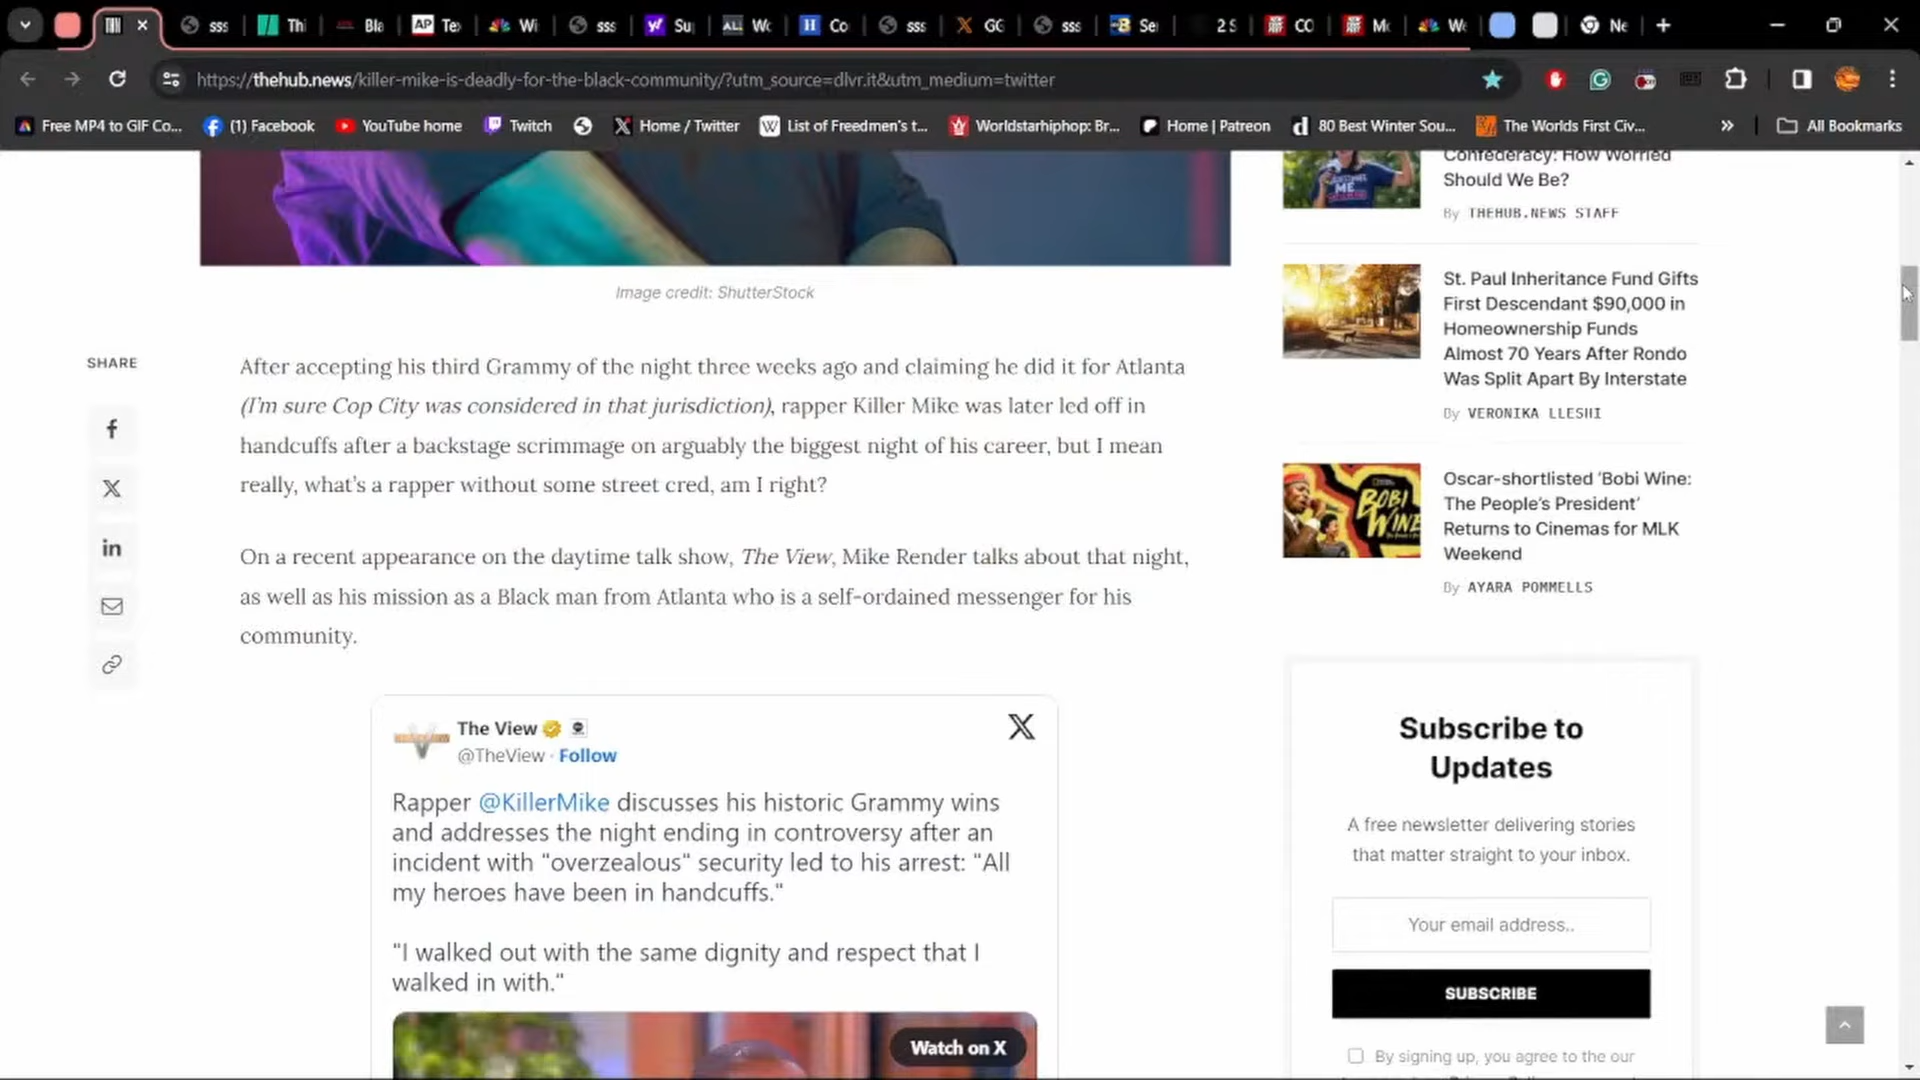 sss
Thi
Bla
AP Te
Wi
sss
Su
ALL Wc
H Co
sss
GG
sss
B Se
2 S
CO
Mc
We
Ne
https://thehub.news/killer-mike-is-deadly-for-the-black-community/?utm_source=dlvr.it&utm_medium=twitter
Free MP4 to GIF Co...
(1) Facebook
YouTube home
Twitch
Home / Twitter
W List of Freedmen's t...
Worldstarhiphop: Br...
Home | Patreon
d 80 Best Winter Sou...
The Worlds First Civ...
All Bookmarks
Image credit: ShutterStock
SHARE
After accepting his third Grammy of the night three weeks ago and claiming he did it for Atlanta
(I'm sure Cop City was considered in that jurisdiction), rapper Killer Mike was later led off in
handcuffs after a backstage scrimmage on arguably the biggest night of his career, but I mean
really, what's a rapper without some street cred, am I right?
On a recent appearance on the daytime talk show, The View, Mike Render talks about that night,
as well as his mission as a Black man from Atlanta who is a self-ordained messenger for his
community.
The View
@TheView · Follow
Rapper @KillerMike discusses his historic Grammy wins
and addresses the night ending in controversy after an
incident with "overzealous" security led to his arrest: "All
my heroes have been in handcuffs."
"I walked out with the same dignity and respect that I
walked in with."
Watch on X
ME
Confederacy: How Worried
Should We Be?
By THEHUB.NEWS STAFF
St. Paul Inheritance Fund Gifts
First Descendant $90,000 in
Homeownership Funds
Almost 70 Years After Rondo
Was Split Apart By Interstate
By VERONIKA LLESHI
BOBI
WINE
Oscar-shortlisted 'Bobi Wine:
The People's President'
Returns to Cinemas for MLK
Weekend
By AYARA POMMELLS
Subscribe to
Updates
A free newsletter delivering stories
that matter straight to your inbox.
Your email address..
SUBSCRIBE
By signing up, you agree to the our